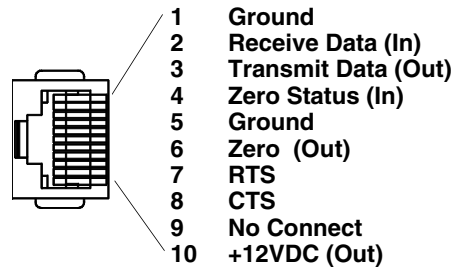 1 Ground
2 Receive Data (In)
3 Transmit Data (Out)
4 Zero Status (In)
5 Ground
6 Zero (Out)
7 RTS
8 CTS
9 No Connect
10 +12VDC (Out)